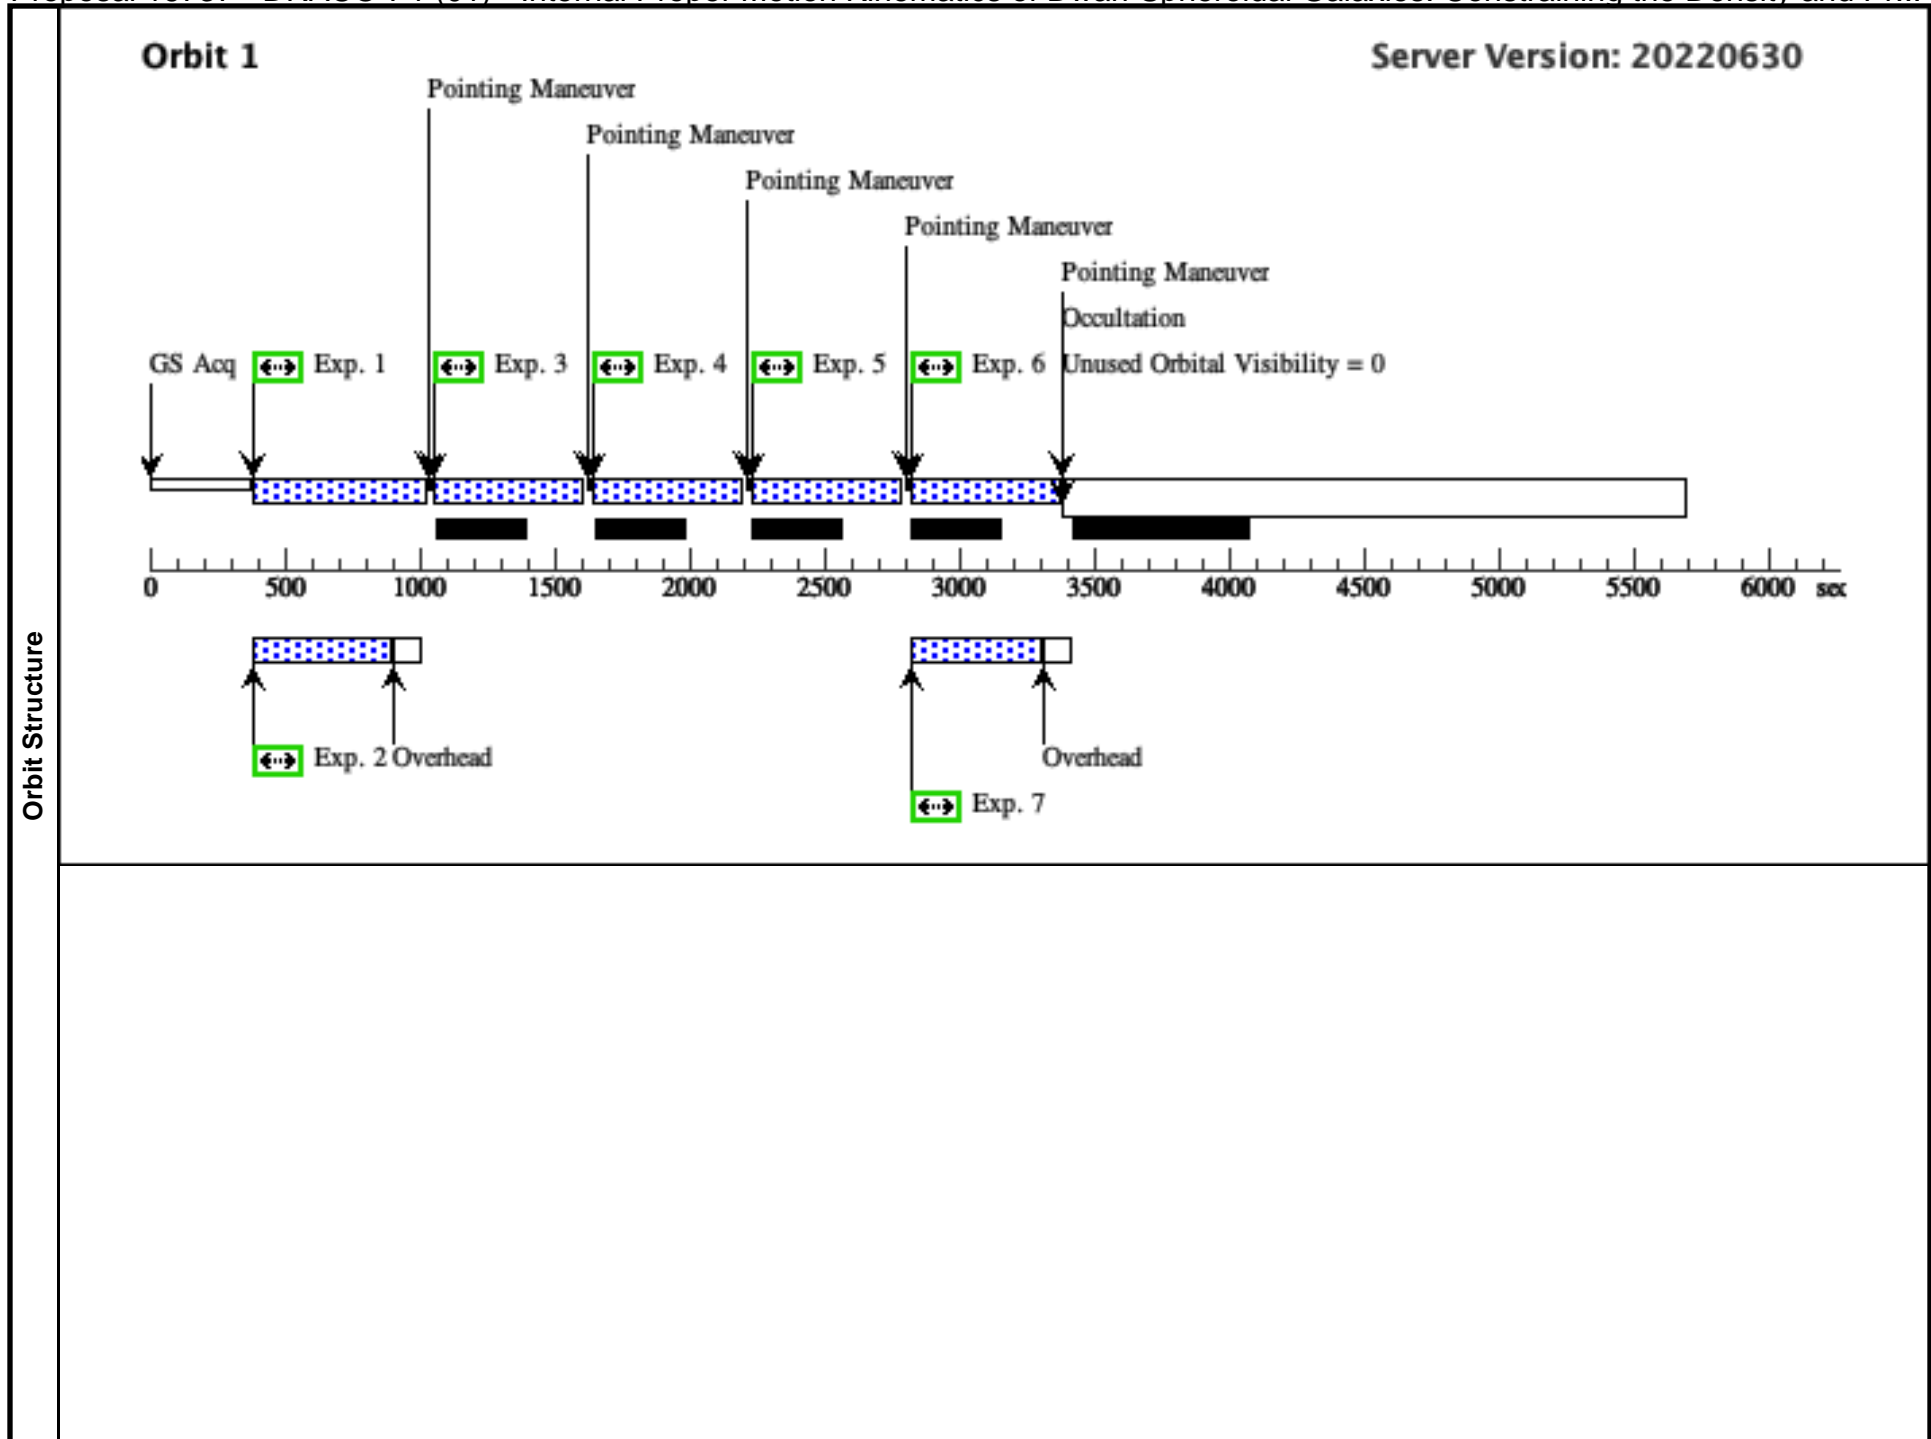 Orbit 1
Server Version: 20220630
Pointing Maneuver
Pointing Maneuver
Pointing Maneuver
Pointing Maneuver
Pointing Maneuver
Occultation
GS Acq Exp. 1 Exp. 3 Exp. 4 Exp. 5 Exp. 6 Unused Orbital Visibility = 0
0 500 1000 1500 2000 2500 3000 3500 4000 4500 5000 5500 6000 sec
Exp. 2 Overhead Overhead
Exp. 7
Orbit Structure